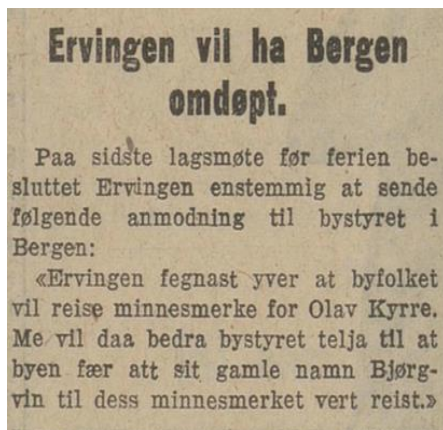 Ervingen vil ha Bergen
omdøpt.
Paa sidste lagsmøte før ferien be-
sluttet Ervingen enstemmig at sende
følgende anmodning til bystyret i
Bergen:
«Ervingen fegnast yver at byfolket
vil reise minnesmerke for Olav Kyrre.
Me vil daa bedra bystyret telja til at
byen fær att sit gamle namn Bjørg-
vin til dess minnesmerket vert reist.»